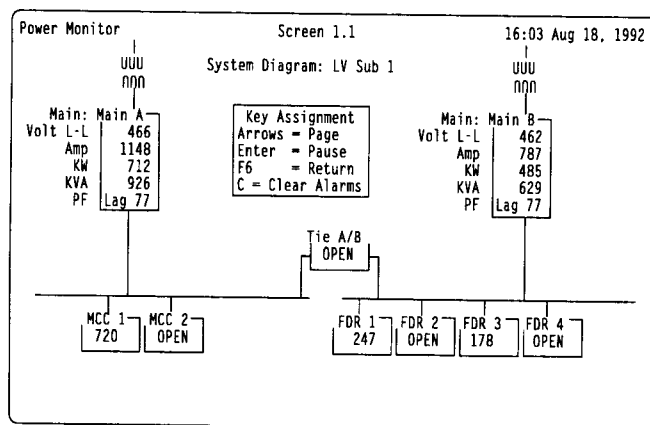 Power Monitor Screen 1.1 16:03 Aug 18, 1992
System Diagram: LV Sub 1
Main: Main A
Volt L-L 466
Amp 1148
KW 712
KVA 926
PF Lag 77
Key Assignment
Arrows = Page
Enter = Pause
F6 = Return
C = Clear Alarms
Main: Main B
Volt L-L 462
Amp 787
KW 485
KVA 629
PF Lag 77
Tie A/B
OPEN
MCC 1 MCC 2 FDR 1 FDR 2 FDR 3 FDR 4
720 OPEN 247 OPEN 178 OPEN